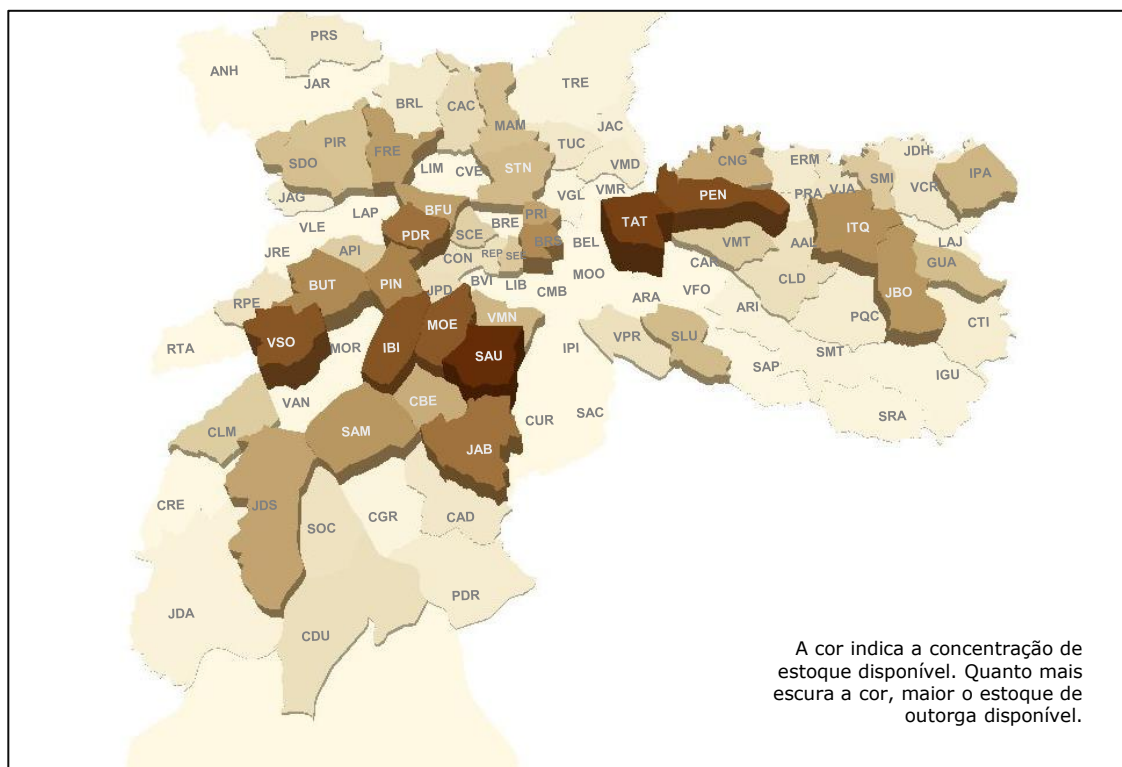 PRS
ANH
JAR
TRE
BRL
CAC
MAM
JAC
TUC
PIR
FRE
SDO
LIM
CVE
STN
VMD
CNG
ERM
JDH
VJA
SMI
VCR
IPA
JAG
LAP
BFU
VGL
VMR
PEN
PRA
VLE
PDR
SCE
BRE
PRI
TAT
ITQ
JRE
API
CON
REP
SEF
BRS
BEL
VMT
AAL
LAJ
GUA
BUT
PIN
JPD
BVI
LIB
CMB
MOO
CAR
CLD
JBO
RPE
VMN
ARA
VFO
ARI
PQC
CTI
RTA
VSO
MOR
IBI
MOE
SAU
IPI
VPR
SLU
SMT
SAP
IGU
VAN
CBE
CLM
SAM
CUR
SAC
SRA
JAB
CRE
JDS
SOC
CGR
CAD
JDA
PDR
CDU
A cor indica a concentração de
estoque disponível. Quanto mais
escura a cor, maior o estoque de
outorga disponível.